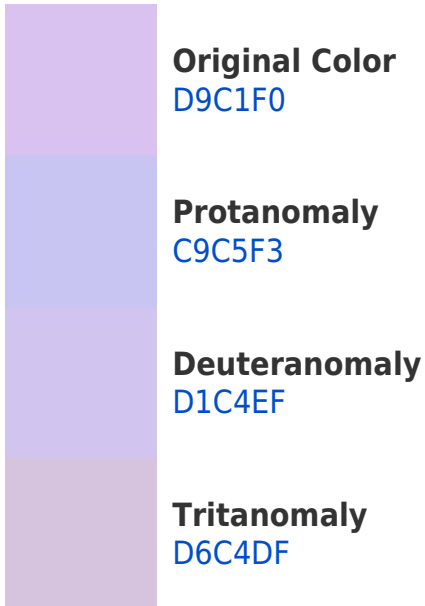 Original Color
D9C1F0
Protanomaly
C9C5F3
Deuteranomaly
D1C4EF
Tritanomaly
D6C4DF